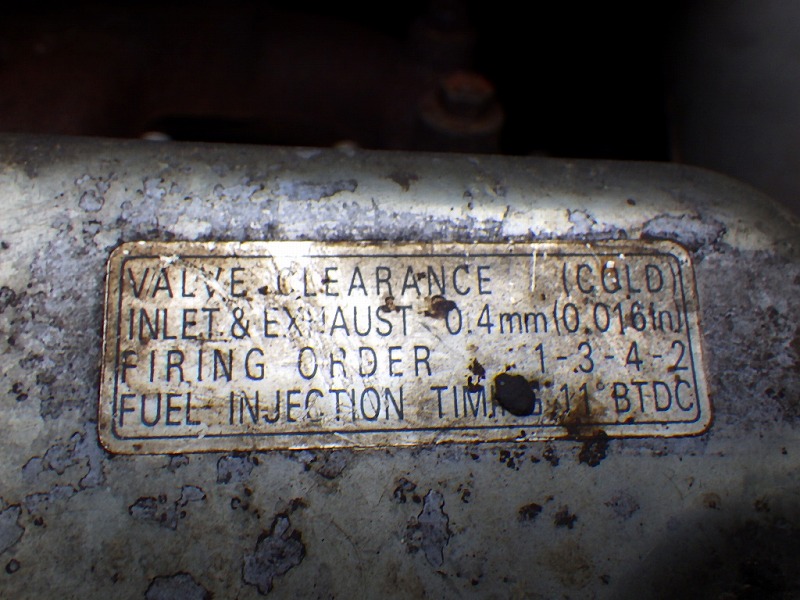 VALVE CLEARANCE (COLD)
INLET & EXHAUST 0.4mm (0.016in)
FIRING ORDER 1-3-4-2
FUEL INJECTION TIMING 11° BTDC